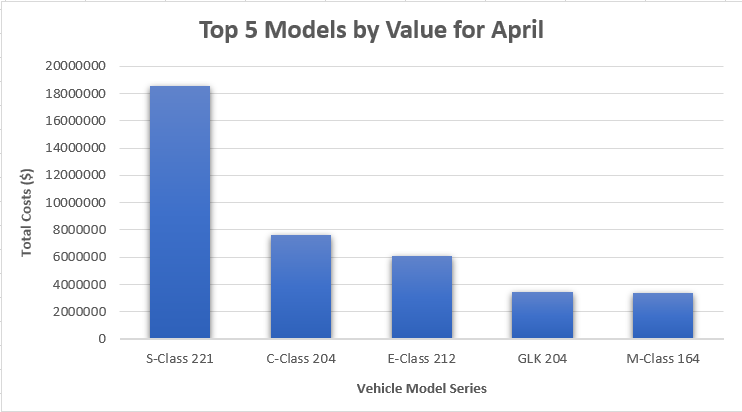 Top 5 Models by Value for April
20000000
18000000
16000000
14000000
12000000
10000000
8000000
6000000
4000000
2000000
0
Total Costs ($)
S-Class 221
C-Class 204
E-Class 212
GLK 204
M-Class 164
Vehicle Model Series